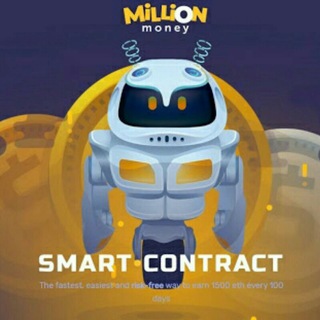 MiLLiON
money
SMART CONTRACT
The fastest, easiest and risk-free way to earn 1500 eth every 100
days